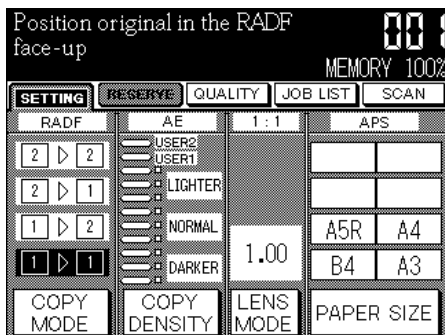 Position original in the RADF
face-up
001
MEMORY 100%
SETTING RESERVE QUALITY JOB LIST SCAN
RADF AE 1 : 1 APS
USER2
USER1
2 ▷ 2
2 ▷ 1 LIGHTER
1 ▷ 2 NORMAL A5R A4
1 ▷ 1 DARKER 1.00 B4 A3
COPY MODE
COPY DENSITY
LENS MODE
PAPER SIZE